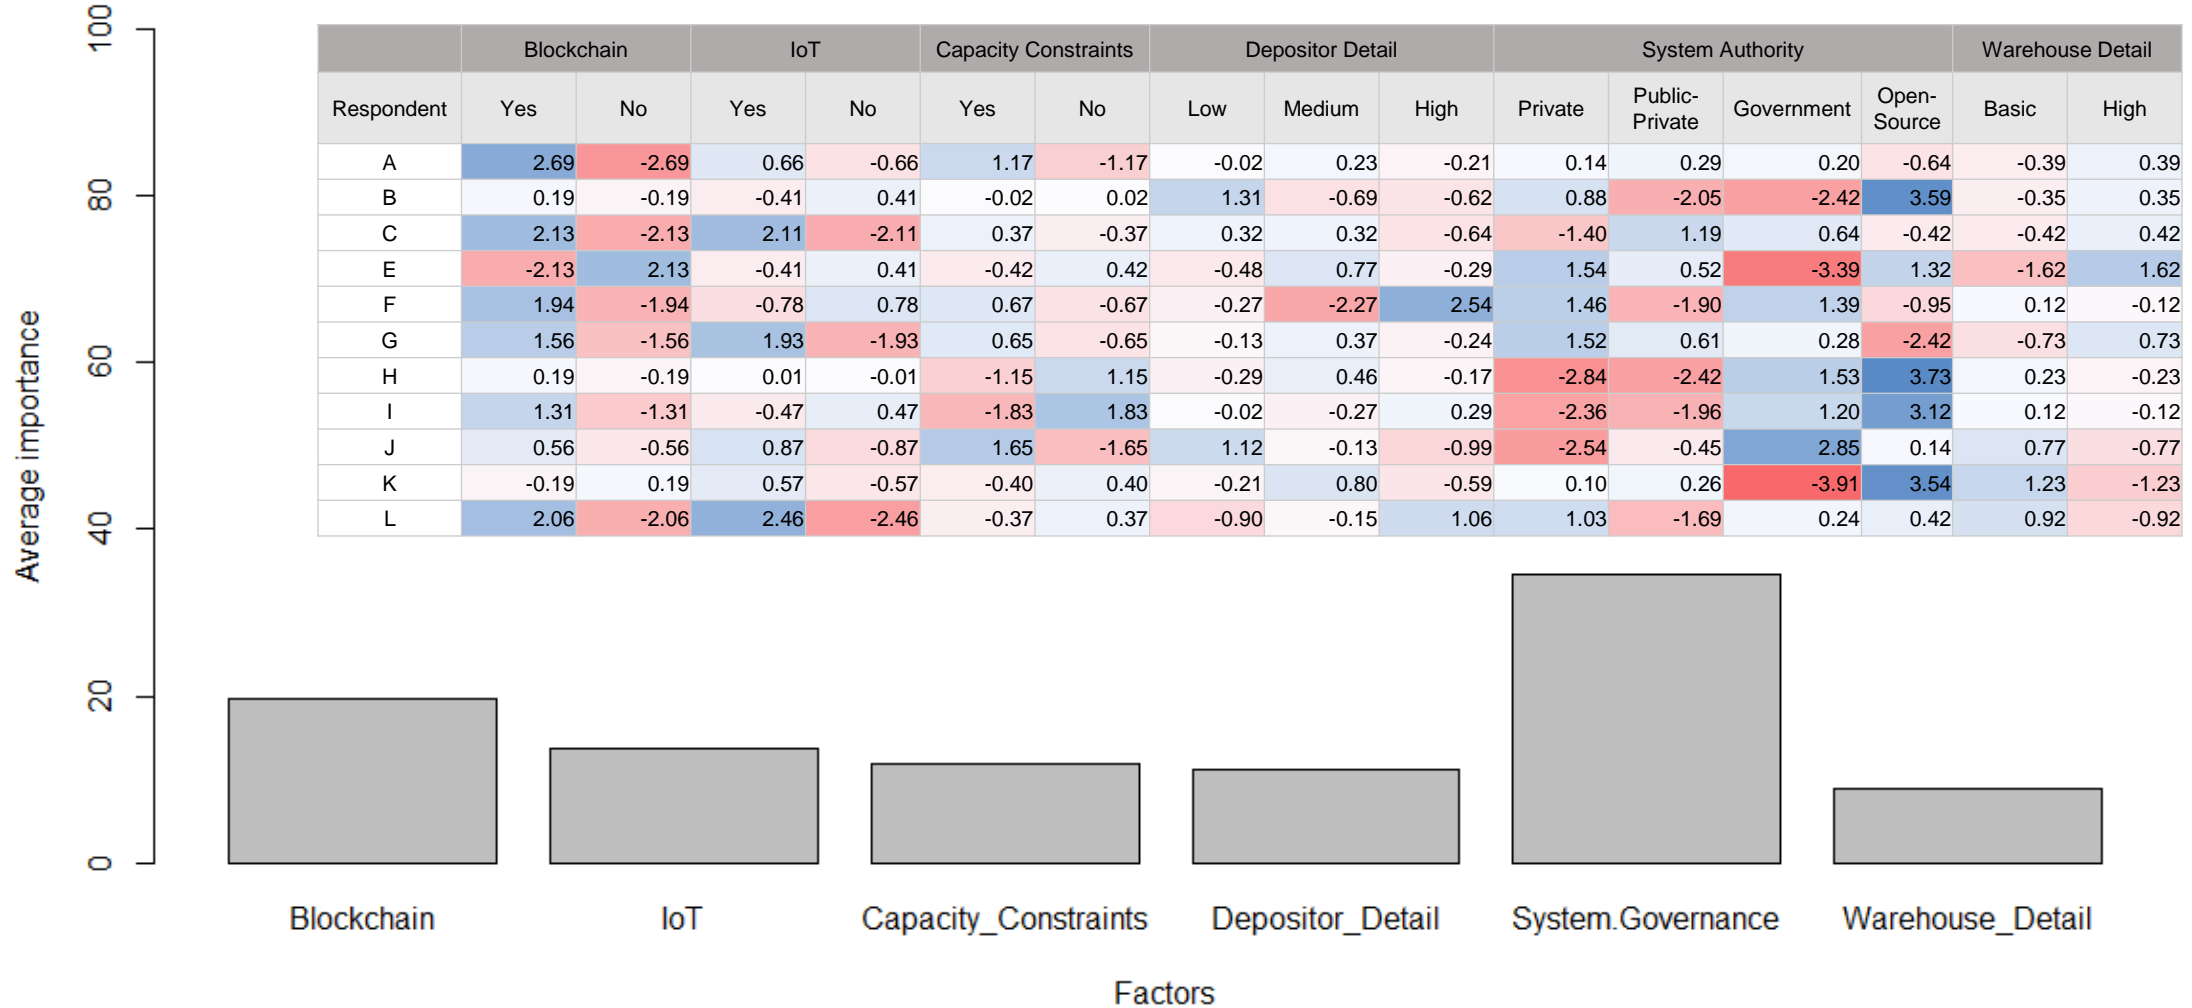 Average importance
100
80
60
40
20
0
Blockchain IoT Capacity Constraints Depositor Detail System Authority Warehouse Detail
Respondent Yes No Yes No Yes No Low Medium High Private Public-Private Government Open-Source Basic High
A 2.69 -2.69 0.66 -0.66 1.17 -1.17 -0.02 0.23 -0.21 0.14 0.29 0.20 -0.64 -0.39 0.39
B 0.19 -0.19 -0.41 0.41 -0.02 0.02 1.31 -0.69 -0.62 0.88 -2.05 -2.42 3.59 -0.35 0.35
C 2.13 -2.13 2.11 -2.11 0.37 -0.37 0.32 0.32 -0.64 -1.40 1.19 0.64 -0.42 -0.42 0.42
E -2.13 2.13 -0.41 0.41 -0.42 0.42 -0.48 0.77 -0.29 1.54 0.52 -3.39 1.32 -1.62 1.62
F 1.94 -1.94 -0.78 0.78 0.67 -0.67 -0.27 -2.27 2.54 1.46 -1.90 1.39 -0.95 0.12 -0.12
G 1.56 -1.56 1.93 -1.93 0.65 -0.65 -0.13 0.37 -0.24 1.52 0.61 0.28 -2.42 -0.73 0.73
H 0.19 -0.19 0.01 -0.01 -1.15 1.15 -0.29 0.46 -0.17 -2.84 -2.42 1.53 3.73 0.23 -0.23
I 1.31 -1.31 -0.47 0.47 -1.83 1.83 -0.02 -0.27 0.29 -2.36 -1.96 1.20 3.12 0.12 -0.12
J 0.56 -0.56 0.87 -0.87 1.65 -1.65 1.12 -0.13 -0.99 -2.54 -0.45 2.85 0.14 0.77 -0.77
K -0.19 0.19 0.57 -0.57 -0.40 0.40 -0.21 0.80 -0.59 0.10 0.26 -3.91 3.54 1.23 -1.23
L 2.06 -2.06 2.46 -2.46 -0.37 0.37 -0.90 -0.15 1.06 1.03 -1.69 0.24 0.42 0.92 -0.92
Blockchain IoT Capacity_Constraints Depositor_Detail System.Governance Warehouse_Detail
Factors